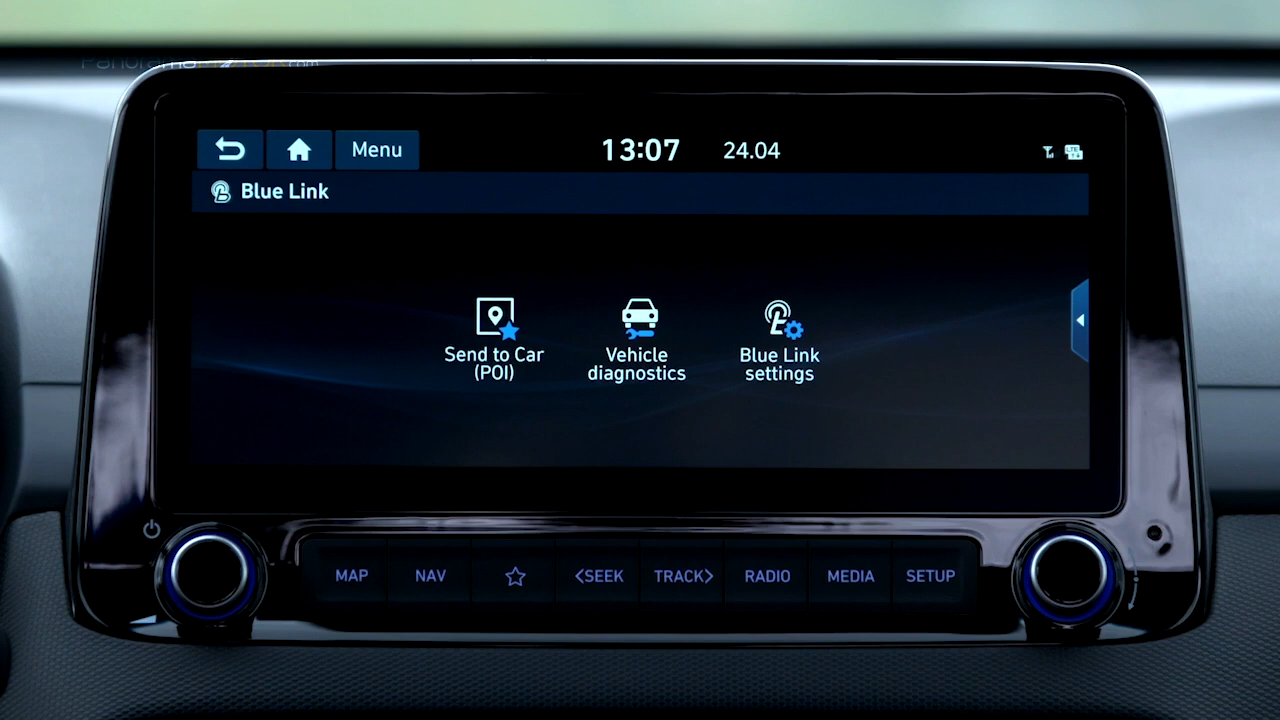 Menu
13:07
24.04
LTE
Blue Link
Send to Car
(POI)
Vehicle
diagnostics
Blue Link
settings
MAP
NAV
<SEEK
TRACK>
RADIO
MEDIA
SETUP